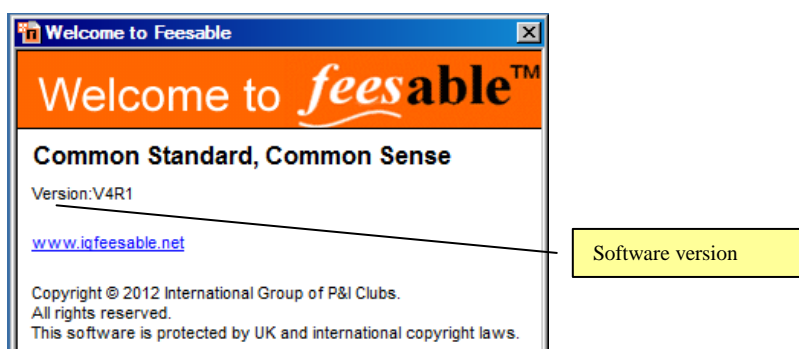 Welcome to Feesable
Welcome to feesable™
Common Standard, Common Sense
Version:V4R1
www.igfeesable.net
Software version
Copyright © 2012 International Group of P&I Clubs.
All rights reserved.
This software is protected by UK and international copyright laws.